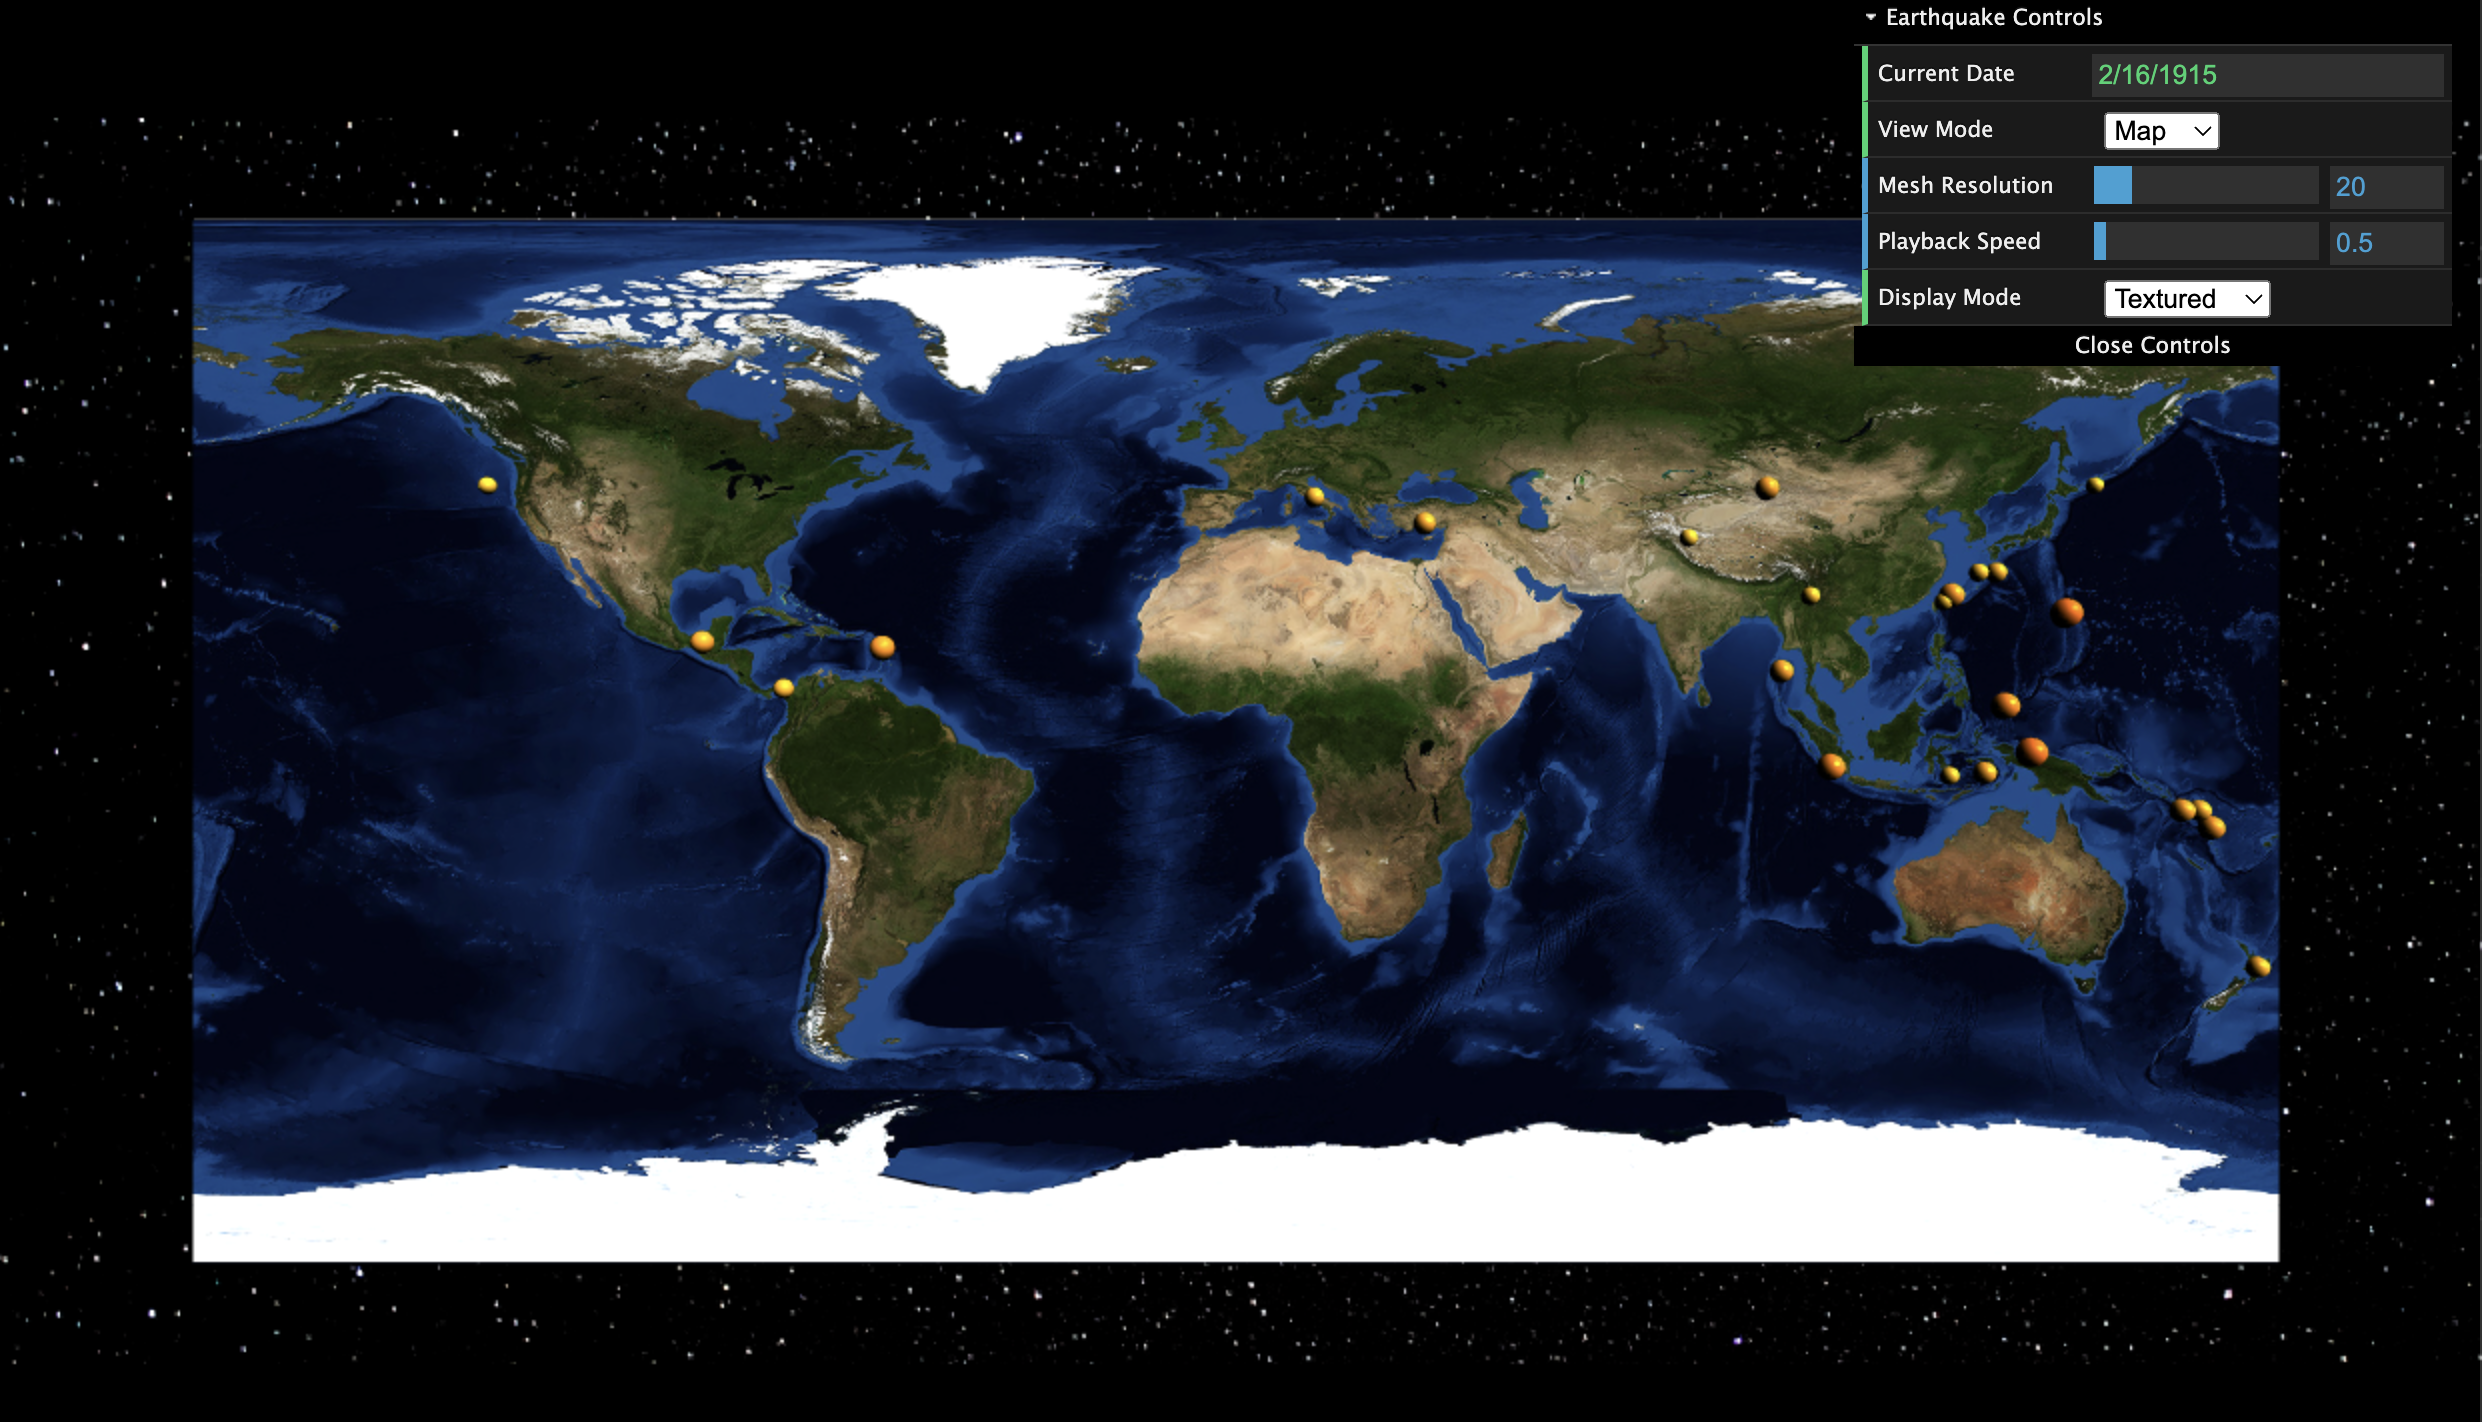 Earthquake Controls
Current Date 2/16/1915
View Mode Map
Mesh Resolution 20
Playback Speed 0.5
Display Mode Textured
Close Controls